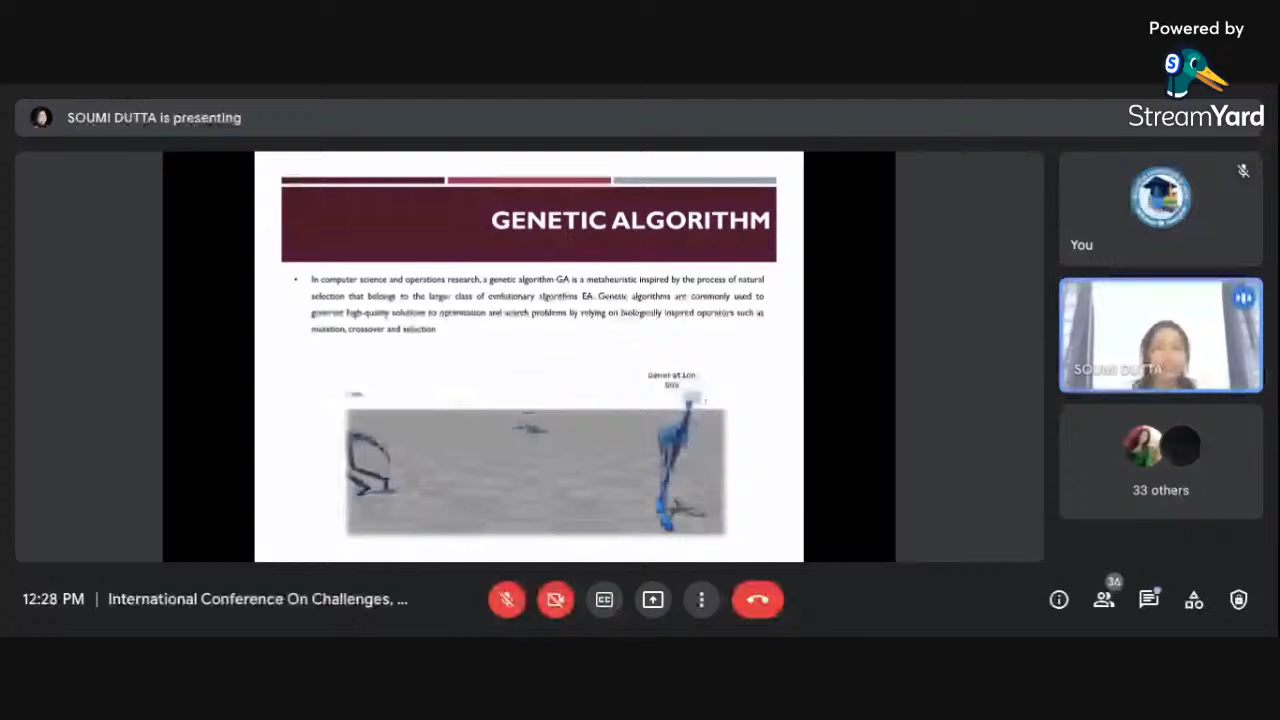 Powered by
StreamYard
SOUMI DUTTA is presenting
GENETIC ALGORITHM
In computer science and operations research, a genetic algorithm GA is a metaheuristic inspired by the process of natural
selection that belongs to the larger class of evolutionary algorithms EA. Genetic algorithms are commonly used to
generate high-quality solutions to optimization and search problems by relying on biologically inspired operators such as
mutation, crossover and selection
Generation
You
SOUMI DUTTA
33 others
12:28 PM | International Conference On Challenges, ...
CC
36